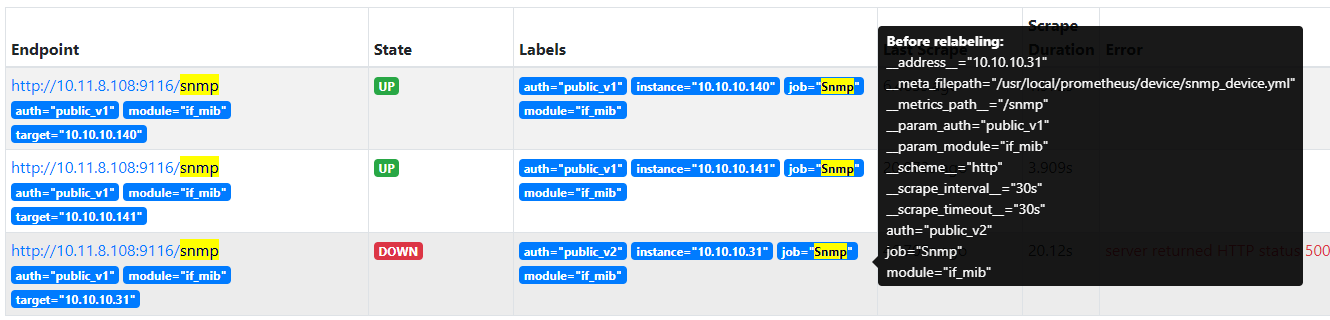 Endpoint State Labels Last Scrape Scrape Duration Error
http://10.11.8.108:9116/snmp UP auth="public_v1" instance="10.10.10.140" job="Snmp"
auth="public_v1" module="if_mib" module="if_mib"
target="10.10.10.140"
http://10.11.8.108:9116/snmp UP auth="public_v1" instance="10.10.10.141" job="Snmp" 3.909s
auth="public_v1" module="if_mib" module="if_mib"
target="10.10.10.141"
http://10.11.8.108:9116/snmp DOWN auth="public_v2" instance="10.10.10.31" job="Snmp" 20.12s server returned HTTP status 500
auth="public_v1" module="if_mib" module="if_mib"
target="10.10.10.31"
Before relabeling:
__address__="10.10.10.31"
__meta_filepath="/usr/local/prometheus/device/snmp_device.yml"
__metrics_path__="/snmp"
__param_auth="public_v1"
__param_module="if_mib"
__scheme__="http"
__scrape_interval__="30s"
__scrape_timeout__="30s"
auth="public_v2"
job="Snmp"
module="if_mib"